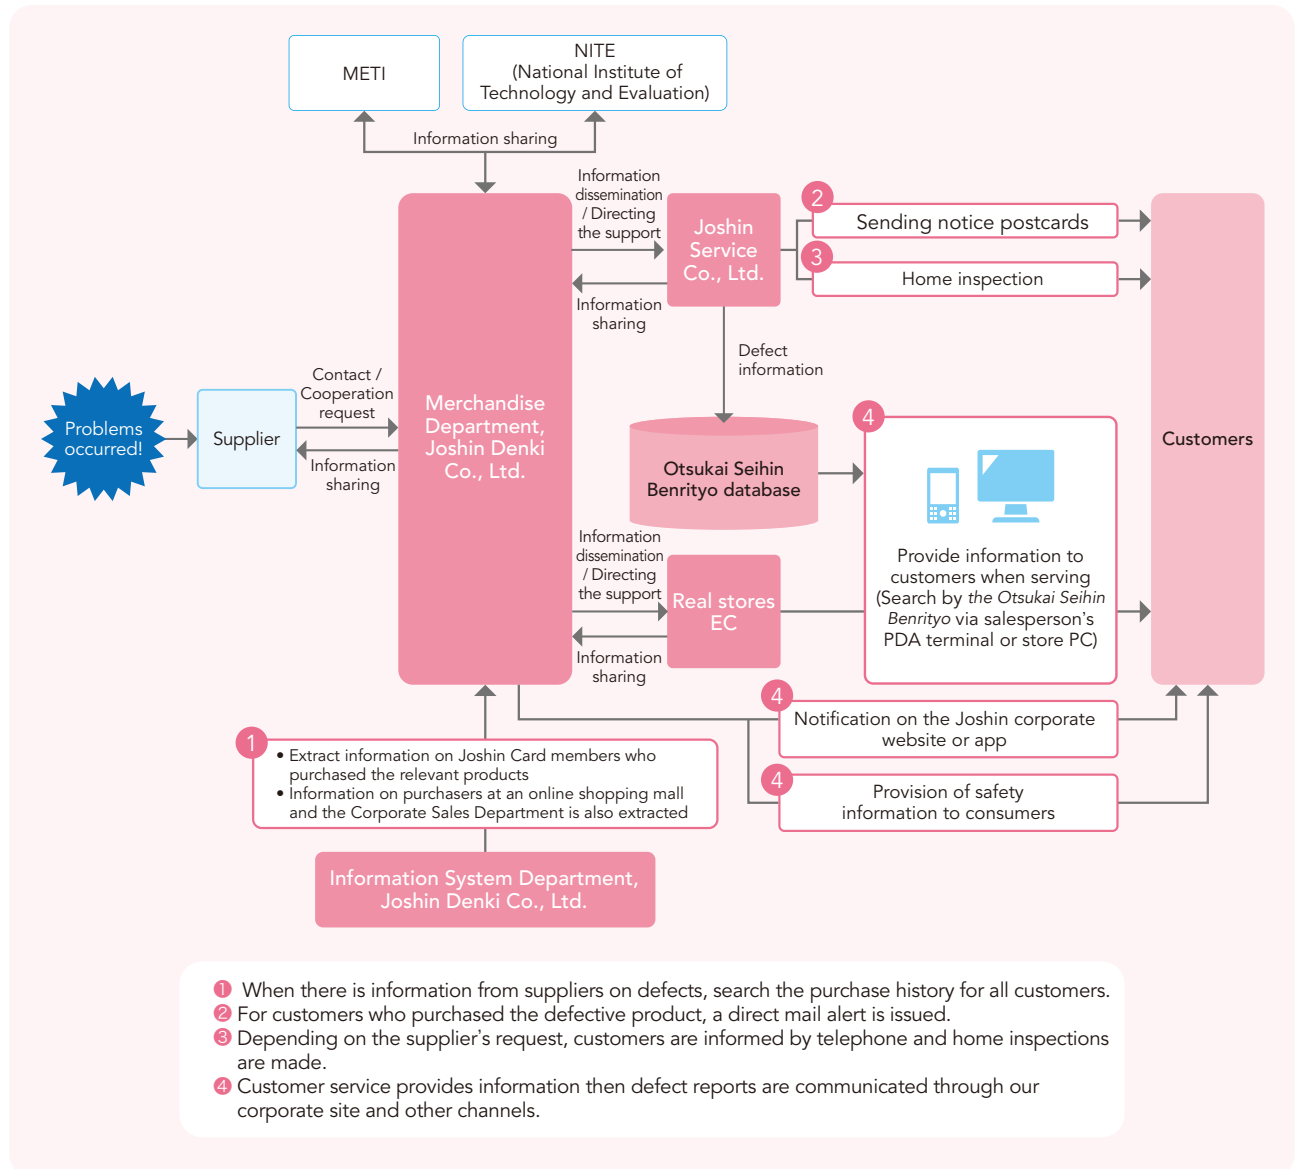 METI
NITE
(National Institute of
Technology and Evaluation)
Information sharing
Information
dissemination
/ Directing
the support
Joshin
Service
Co., Ltd.
2
Sending notice postcards
3
Home inspection
Information
sharing
Defect
information
Problems
occurred!
Supplier
Contact /
Cooperation
request
Information
sharing
Merchandise
Department,
Joshin Denki
Co., Ltd.
Otsukai Seihin
Benrityo database
4
Provide information to
customers when serving
(Search by the Otsukai Seihin
Benrityo via salesperson's
PDA terminal or store PC)
Customers
Information
dissemination
/ Directing
the support
Real stores
EC
Information
sharing
4
Notification on the Joshin corporate
website or app
4
Provision of safety
information to consumers
1
• Extract information on Joshin Card members who
purchased the relevant products
• Information on purchasers at an online shopping mall
and the Corporate Sales Department is also extracted
Information System Department,
Joshin Denki Co., Ltd.
❶ When there is information from suppliers on defects, search the purchase history for all customers.
❷ For customers who purchased the defective product, a direct mail alert is issued.
❸ Depending on the supplier's request, customers are informed by telephone and home inspections
are made.
❹ Customer service provides information then defect reports are communicated through our
corporate site and other channels.